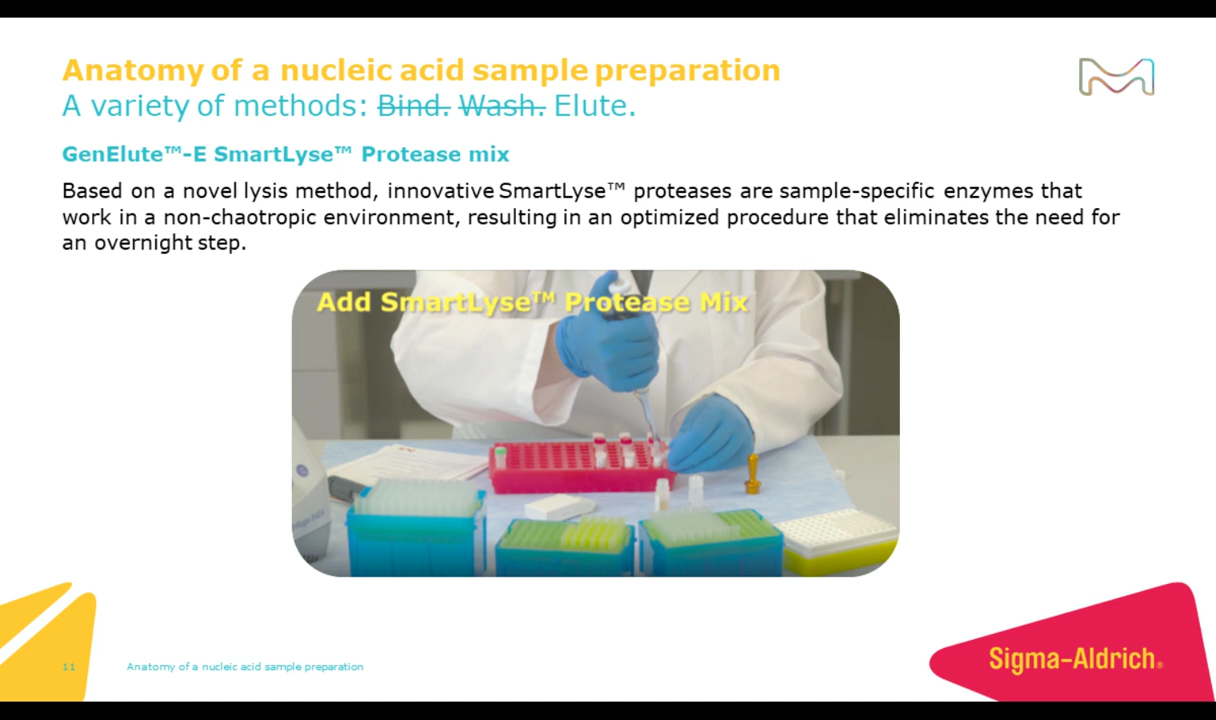 Anatomy of a nucleic acid sample preparation
A variety of methods: Bind. Wash. Elute.
GenElute™-E SmartLyse™ Protease mix
Based on a novel lysis method, innovative SmartLyse™ proteases are sample-specific enzymes that
work in a non-chaotropic environment, resulting in an optimized procedure that eliminates the need for
an overnight step.
Add SmartLyse™ Protease Mix
11
Anatomy of a nucleic acid sample preparation
Sigma-Aldrich®